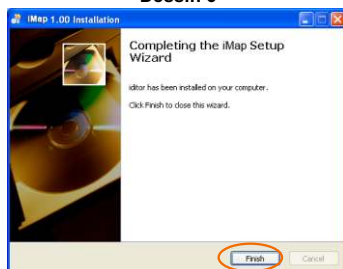 iMap 1.00 Installation
Completing the iMap Setup
Wizard
iditor has been installed on your computer.
Click Finish to close this wizard.
Finish
Cancel